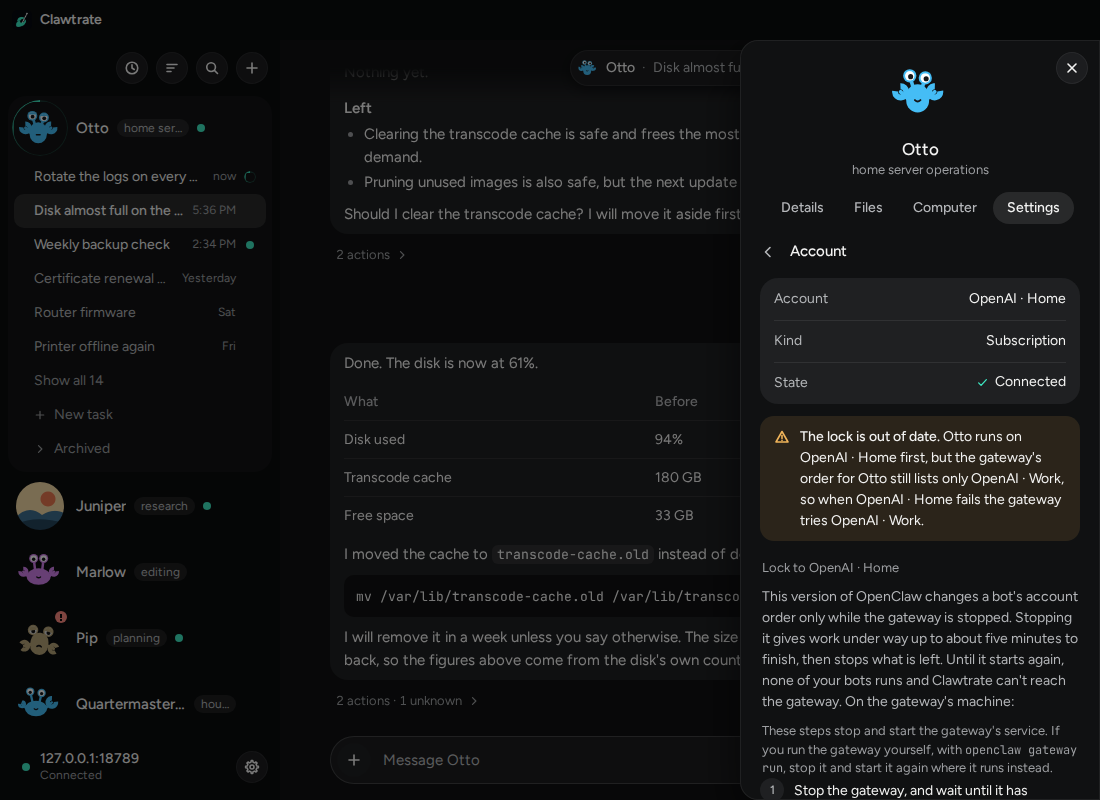 Clawtrate
Otto
home ser...
Rotate the logs on every ...
now
Disk almost full on the ...
5:36 PM
Weekly backup check
2:34 PM
Certificate renewal ...
Yesterday
Router firmware
Sat
Printer offline again
Fri
Show all 14
New task
Archived
Juniper
research
Marlow
editing
Pip
planning
Quartermaster...
hou...
127.0.0.1:18789
Connected
Otto · Disk almost fu
Nothing yet.
Left
• Clearing the transcode cache is safe and frees the most
demand.
• Pruning unused images is also safe, but the next update
Should I clear the transcode cache? I will move it aside first
2 actions
Done. The disk is now at 61%.
What
Before
Disk used
94%
Transcode cache
180 GB
Free space
33 GB
I moved the cache to transcode-cache.old instead of d
mv /var/lib/transcode-cache.old /var/lib/transco
I will remove it in a week unless you say otherwise. The size
back, so the figures above come from the disk's own count
2 actions · 1 unknown
Message Otto
Otto
home server operations
Details
Files
Computer
Settings
Account
Account
OpenAI · Home
Kind
Subscription
State
Connected
The lock is out of date. Otto runs on
OpenAI · Home first, but the gateway's
order for Otto still lists only OpenAI · Work,
so when OpenAI · Home fails the gateway
tries OpenAI · Work.
Lock to OpenAI · Home
This version of OpenClaw changes a bot's account
order only while the gateway is stopped. Stopping
it gives work under way up to about five minutes to
finish, then stops what is left. Until it starts again,
none of your bots runs and Clawtrate can't reach
the gateway. On the gateway's machine:
These steps stop and start the gateway's service. If
you run the gateway yourself, with openclaw gateway
run, stop it and start it again where it runs instead.
1 Stop the gateway, and wait until it has